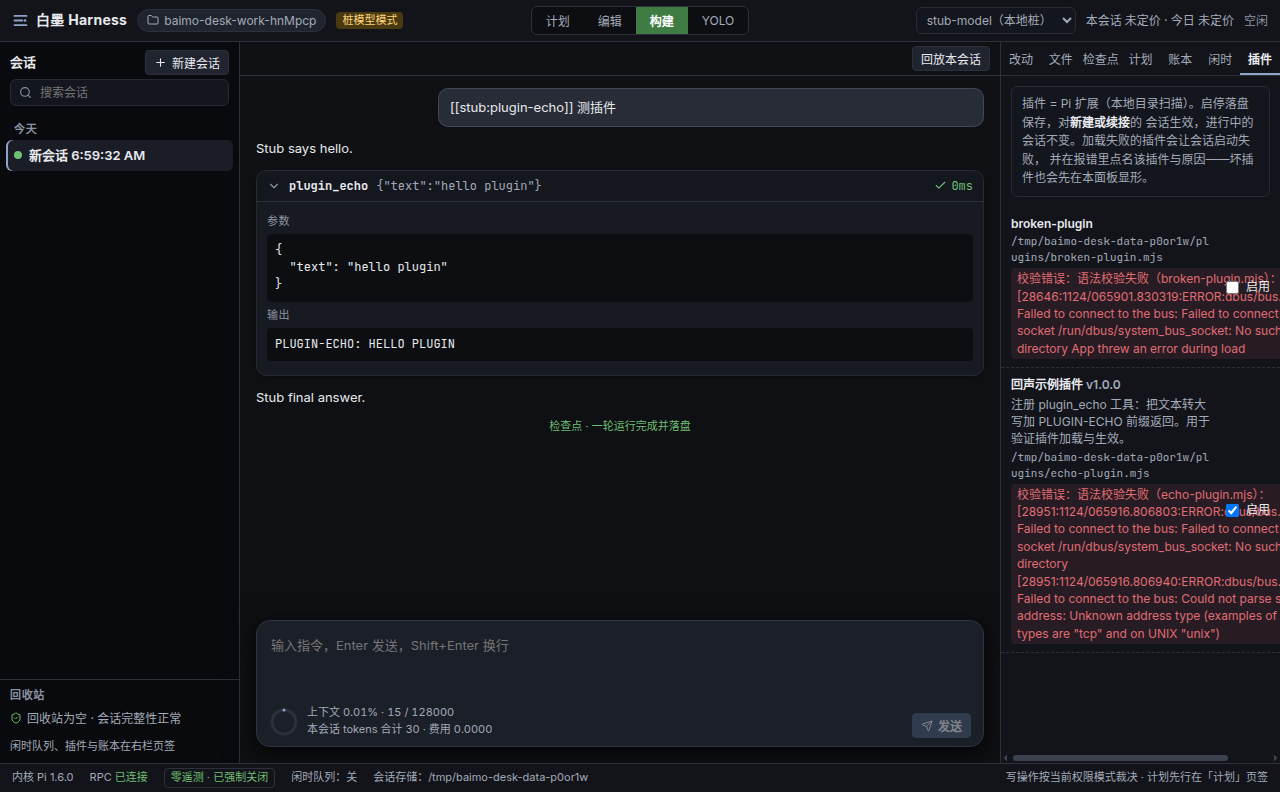 白墨 Harness
baimo-desk-work-hnMpcp
桩模型模式
计划 编辑 构建 YOLO
stub-model（本地桩）
本会话 未定价 · 今日 未定价 空闲
会话
新建会话
搜索会话
今天
新会话 6:59:32 AM
回收站
回收站为空 · 会话完整性正常
闲时队列、插件与账本在右栏页签
回放本会话
[[stub:plugin-echo]] 测插件
Stub says hello.
plugin_echo {"text":"hello plugin"}
0ms
参数
{
"text": "hello plugin"
}
输出
PLUGIN-ECHO: HELLO PLUGIN
Stub final answer.
检查点 · 一轮运行完成并落盘
输入指令，Enter 发送，Shift+Enter 换行
上下文 0.01% · 15 / 128000
本会话 tokens 合计 30 · 费用 0.0000
发送
改动 文件 检查点 计划 账本 闲时 插件
插件 = Pi 扩展（本地目录扫描）。启停落盘
保存，对新建或续接的 会话生效，进行中的
会话不变。加载失败的插件会让会话启动失
败， 并在报错里点名该插件与原因——坏插
件也会先在本面板显形。
broken-plugin
/tmp/baimo-desk-data-p0or1w/pl
ugins/broken-plugin.mjs
校验错误：语法校验失败（broken-plugin.mjs）：
[28646:1124/065901.830319:ERROR:dbus/bus.
启用
Failed to connect to the bus: Failed to connect
socket /run/dbus/system_bus_socket: No such
directory App threw an error during load
回声示例插件 v1.0.0
注册 plugin_echo 工具：把文本转大
写加 PLUGIN-ECHO 前缀返回。用于
验证插件加载与生效。
/tmp/baimo-desk-data-p0or1w/pl
ugins/echo-plugin.mjs
校验错误：语法校验失败（echo-plugin.mjs）：
[28951:1124/065916.806803:ERROR:dbus/bus.
启用
Failed to connect to the bus: Failed to connect
socket /run/dbus/system_bus_socket: No such
directory
[28951:1124/065916.806940:ERROR:dbus/bus.
Failed to connect to the bus: Could not parse s
address: Unknown address type (examples of
types are "tcp" and on UNIX "unix")
内核 Pi 1.6.0 RPC 已连接 零遥测 · 已强制关闭 闲时队列：关 会话存储：/tmp/baimo-desk-data-p0or1w
写操作按当前权限模式裁决 · 计划先行在「计划」页签